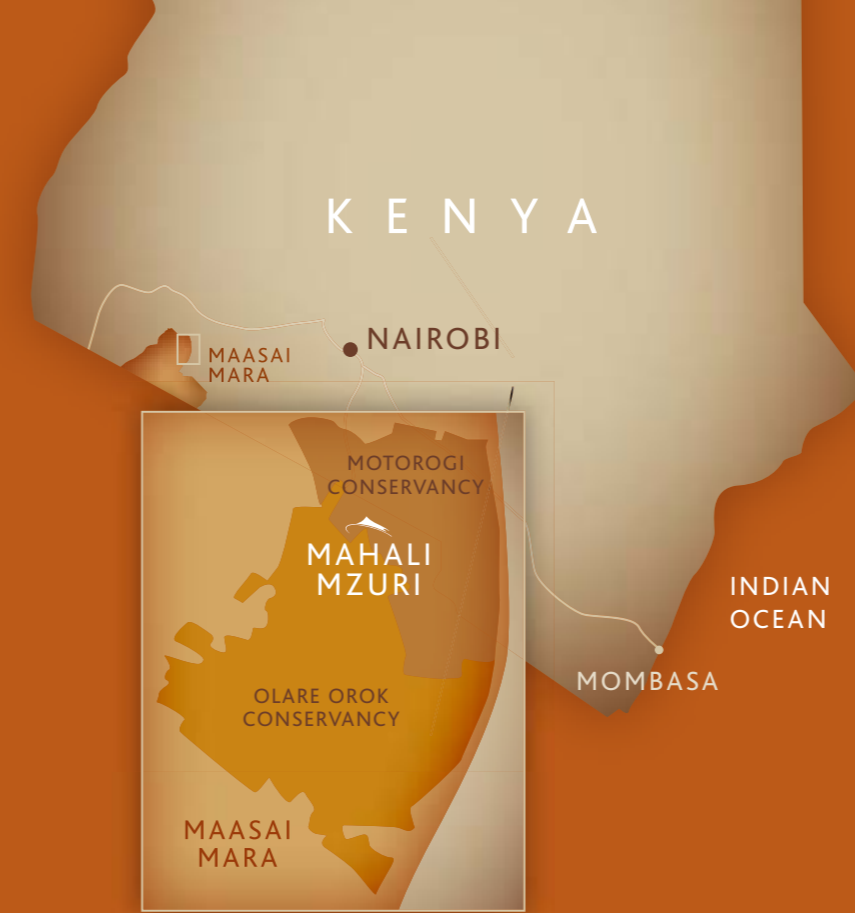 KENYA
NAIROBI
MAASAI
MARA
MOTOROGI
CONSERVANCY
MAHALI
MZURI
INDIAN
OCEAN
MOMBASA
OLARE OROK
CONSERVANCY
MAASAI
MARA